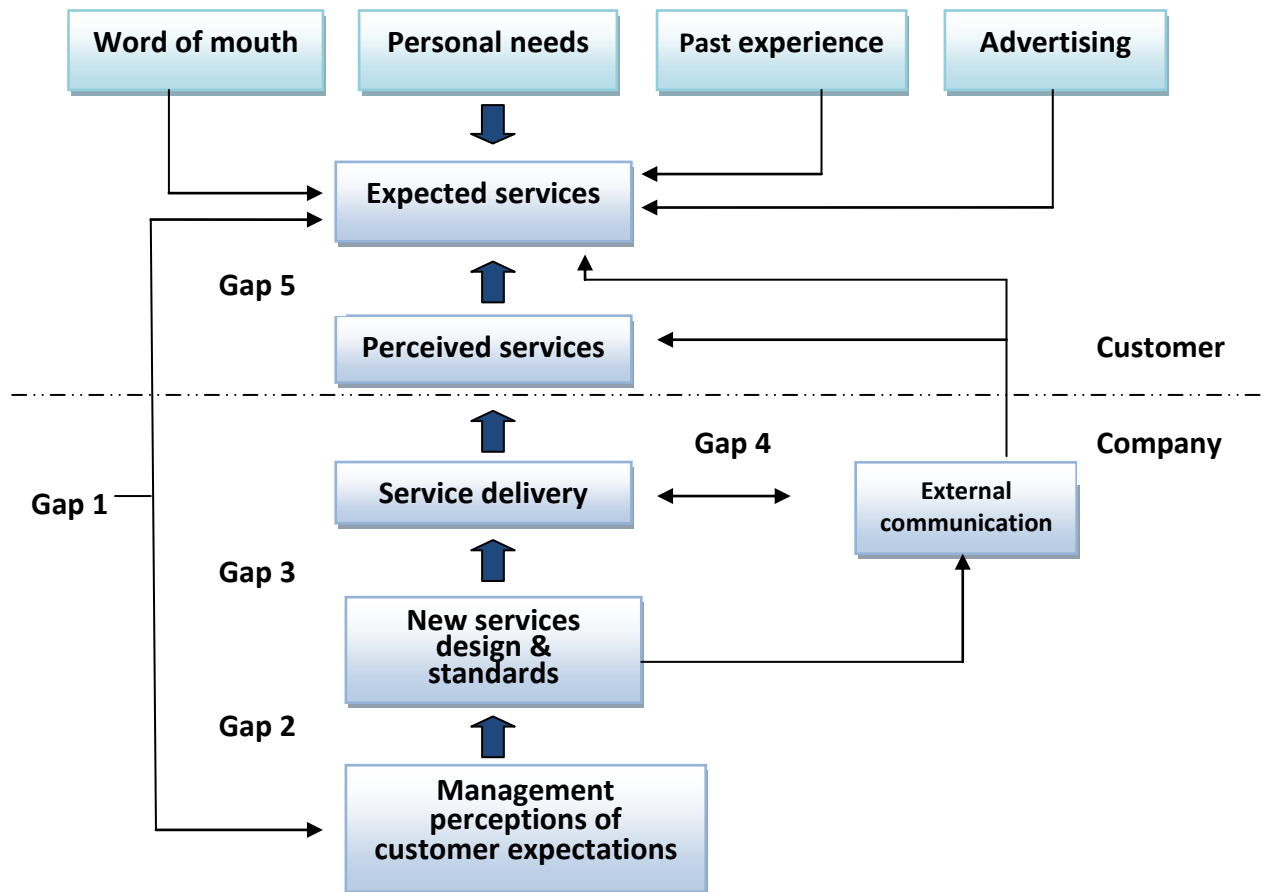 Word of mouth
Personal needs
Past experience
Advertising
Expected services
Gap 5
Perceived services
Customer
Company
Gap 4
Service delivery
External
communication
Gap 1
Gap 3
New services
design &
standards
Gap 2
Management
perceptions of
customer expectations